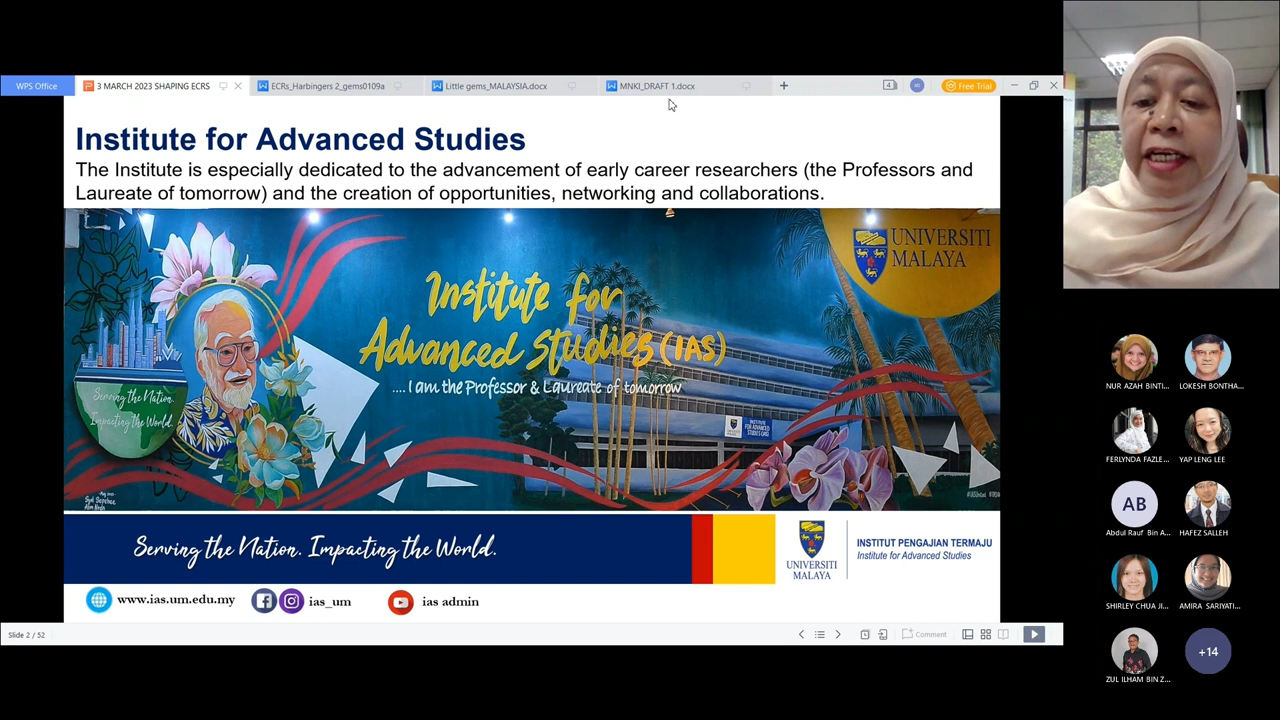 WPS Office
3 MARCH 2023 SHAPING ECRS
ECRs_Harbingers 2_gems0109a
Little gems_MALAYSIA.docx
MNKI_DRAFT 1.docx
Free Trial
Institute for Advanced Studies
The Institute is especially dedicated to the advancement of early career researchers (the Professors and
Laureate of tomorrow) and the creation of opportunities, networking and collaborations.
UNIVERSITI
MALAYA
Institute for
Advanced Studies (IAS)
.... I am the Professor & Laureate of tomorrow
Serving the Nation.
Impacting the World.
Serving the Nation. Impacting the World.
UNIVERSITI
MALAYA
INSTITUT PENGAJIAN TERMAJU
Institute for Advanced Studies
www.ias.um.edu.my
ias_um
ias admin
Slide 2 / 52
Comment
NUR AZAH BINTI...
LOKESH BONTHA...
FERLYNDA FAZLE...
YAP LENG LEE
AB
Abdul Rauf Bin A...
HAFEZ SALLEH
SHIRLEY CHUA JI...
AMIRA SARIYATI...
ZUL ILHAM BIN Z...
+14